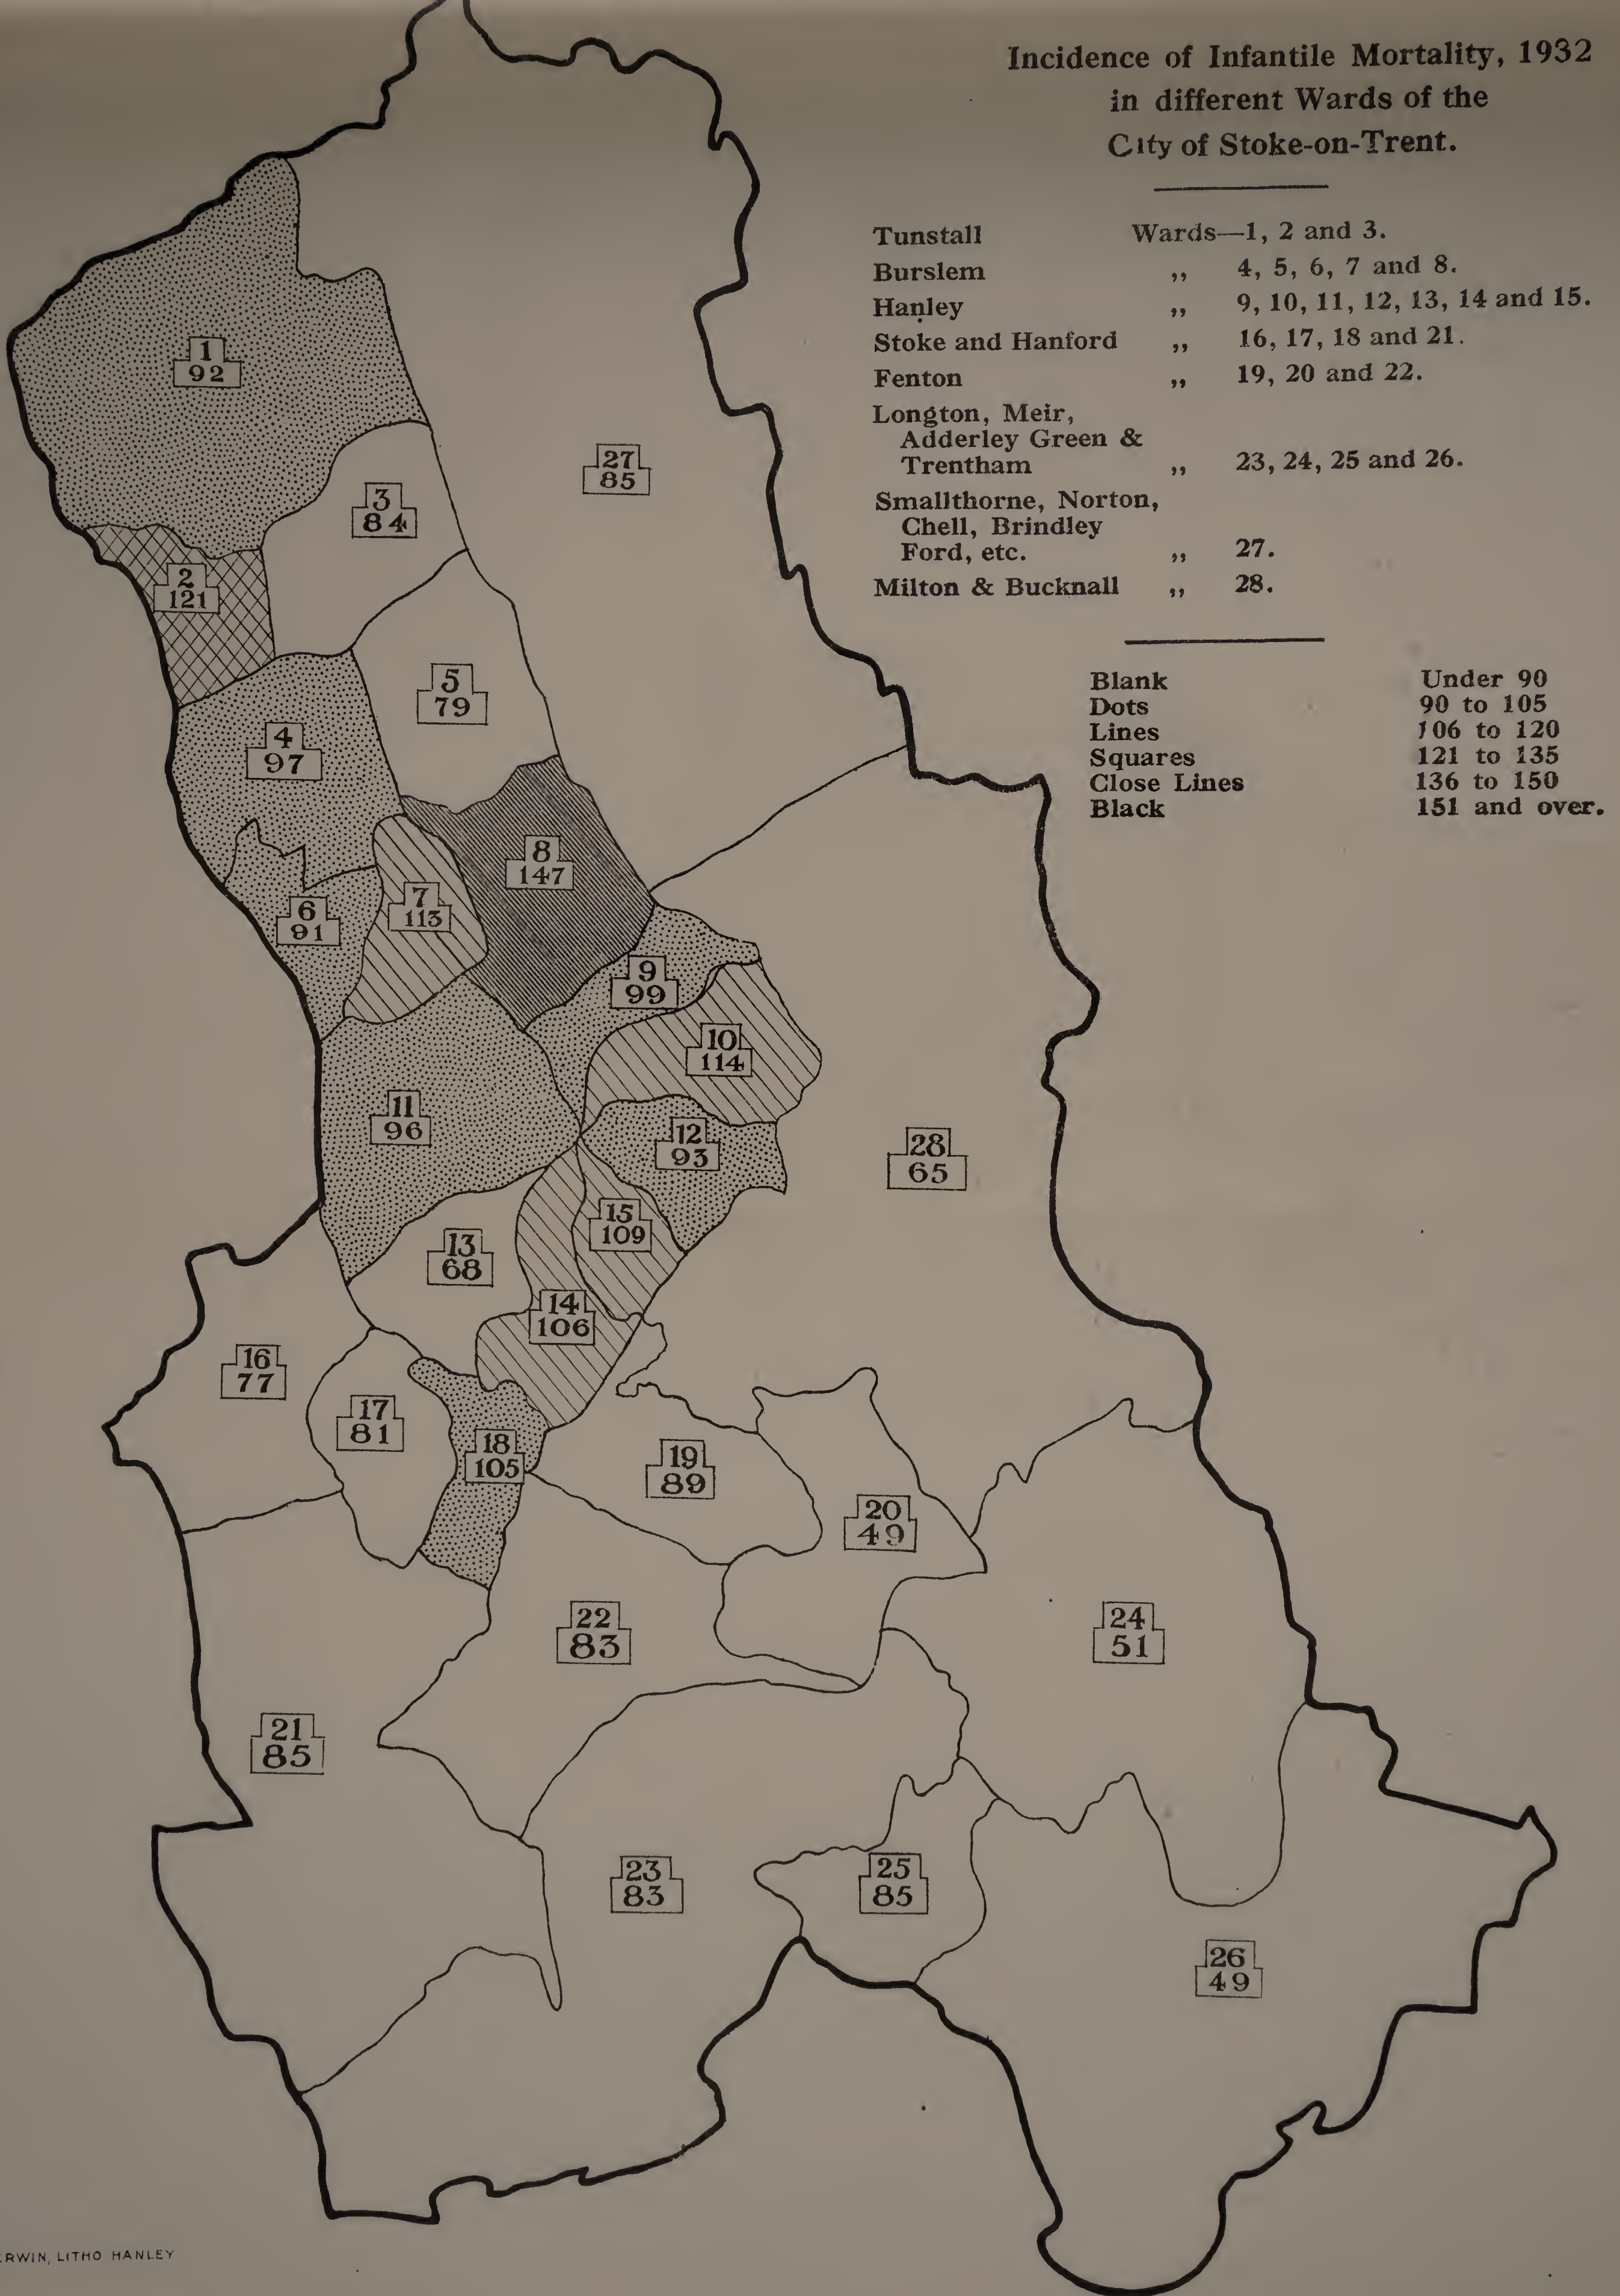 Incidence of Infantile Mortality, 1932
in different Wards of the
City of Stoke-on-Trent.
Tunstall Wards—1, 2 and 3.
Burslem ,, 4, 5, 6, 7 and 8.
Hanley ,, 9, 10, 11, 12, 13, 14 and 15.
Stoke and Hanford ,, 16, 17, 18 and 21.
Fenton ,, 19, 20 and 22.
Longton, Meir,
Adderley Green &
Trentham ,, 23, 24, 25 and 26.
Smallthorne, Norton,
Chell, Brindley
Ford, etc. ,, 27.
Milton & Bucknall ,, 28.
Blank Under 90
Dots 90 to 105
Lines 106 to 120
Squares 121 to 135
Close Lines 136 to 150
Black 151 and over.
1
92
27
85
3
84
2
121
5
79
4
97
8
147
7
113
6
91
9
99
10
114
11
96
12
93
28
65
15
109
13
68
14
106
16
77
17
81
18
105
19
89
20
49
22
83
24
51
21
85
23
83
25
85
26
49
RWIN, LITHO HANLEY